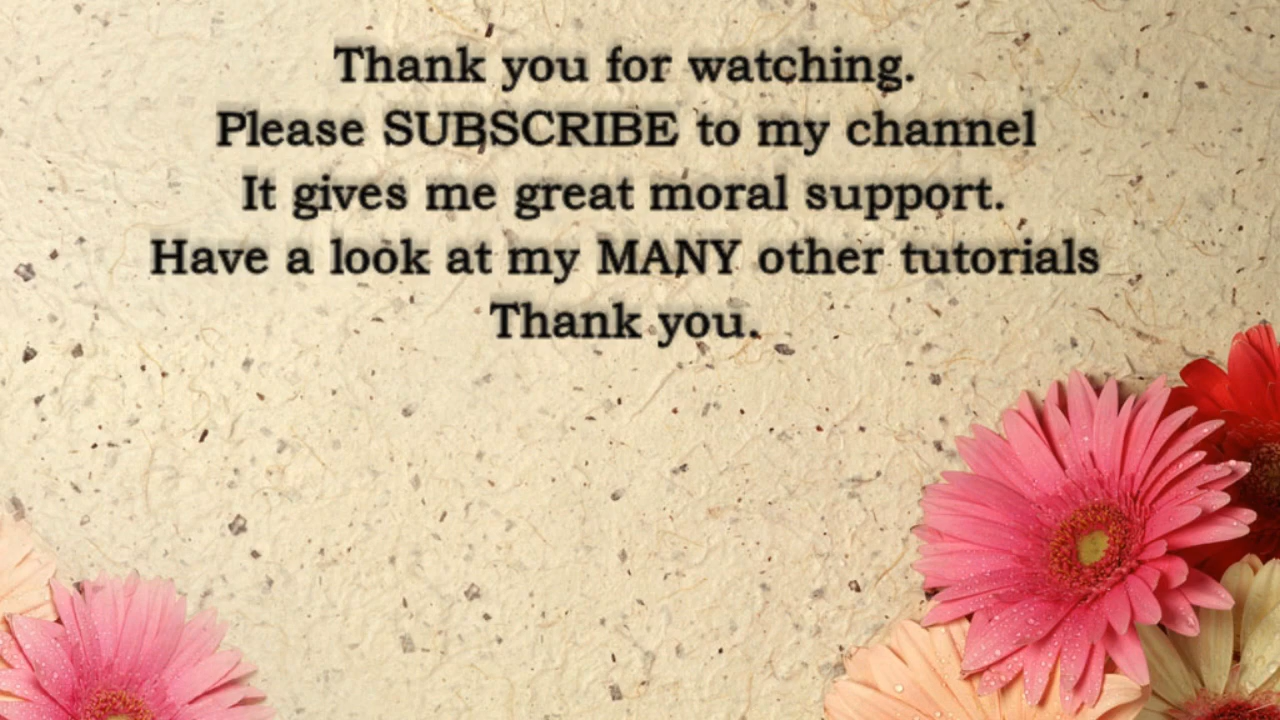 Thank you for watching.
Please SUBSCRIBE to my channel
It gives me great moral support.
Have a look at my MANY other tutorials
Thank you.